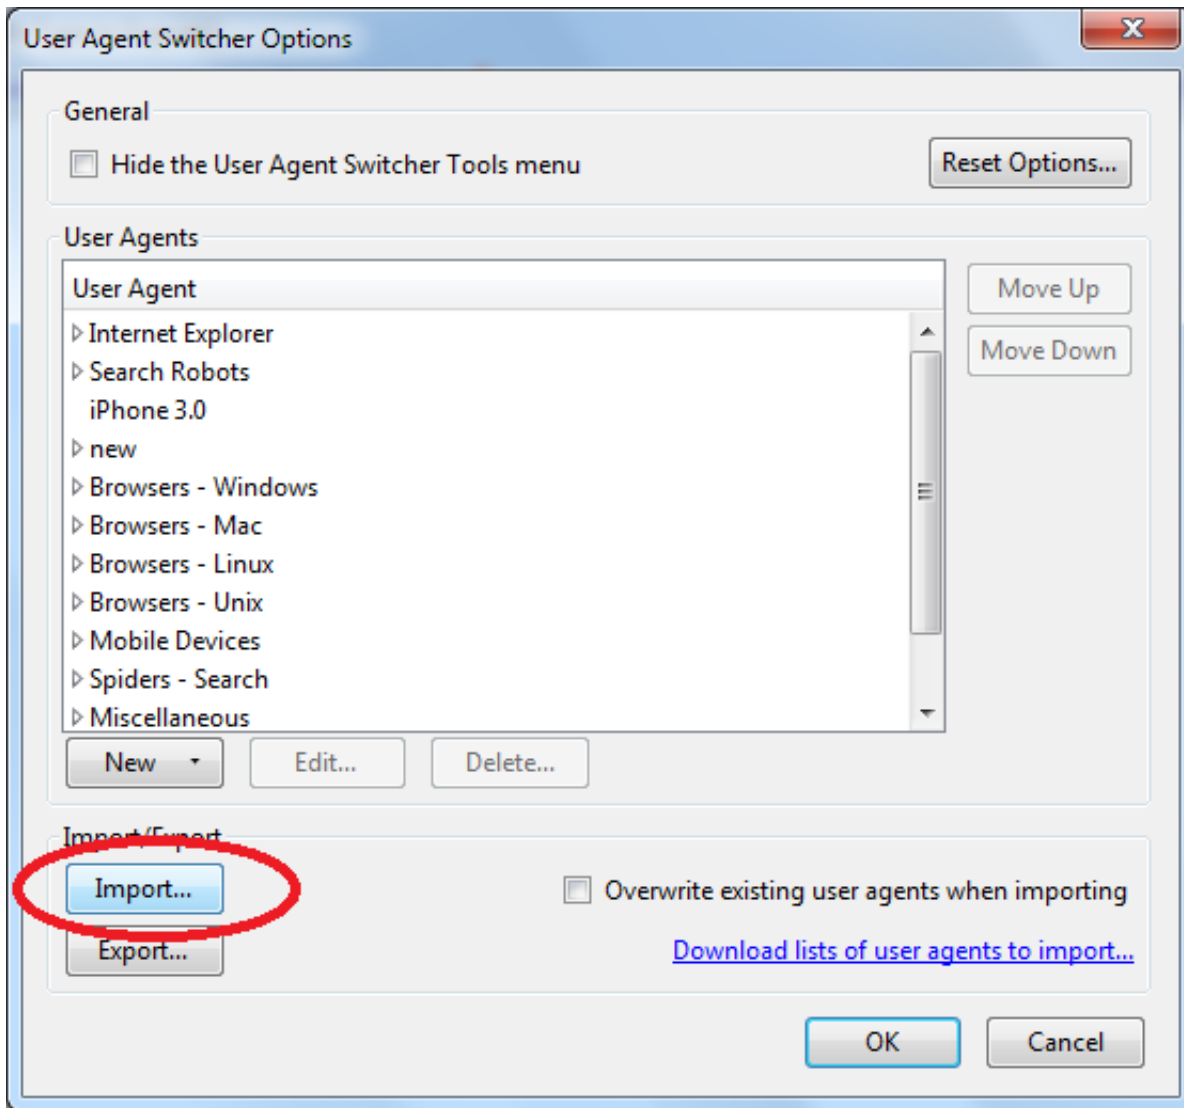 User Agent Switcher Options
General
Hide the User Agent Switcher Tools menu
Reset Options...
User Agents
User Agent
Internet Explorer
Search Robots
iPhone 3.0
new
Browsers - Windows
Browsers - Mac
Browsers - Linux
Browsers - Unix
Mobile Devices
Spiders - Search
Miscellaneous
Move Up
Move Down
New
Edit...
Delete...
Import/Export
Import...
Overwrite existing user agents when importing
Export...
Download lists of user agents to import...
OK
Cancel